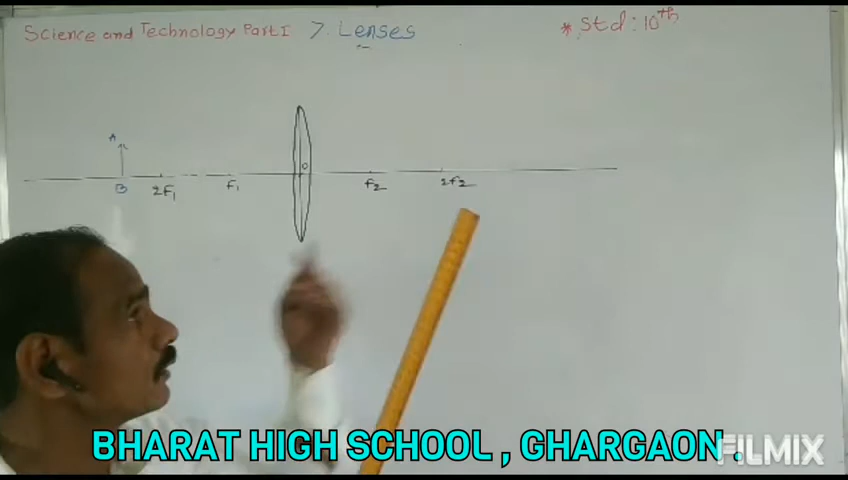 Science and Technology Part I 7. Lenses
* Std : 10th
A
B 2F1 F1 O F2 2F2
BHARAT HIGH SCHOOL , GHARGAON .
FILMIX